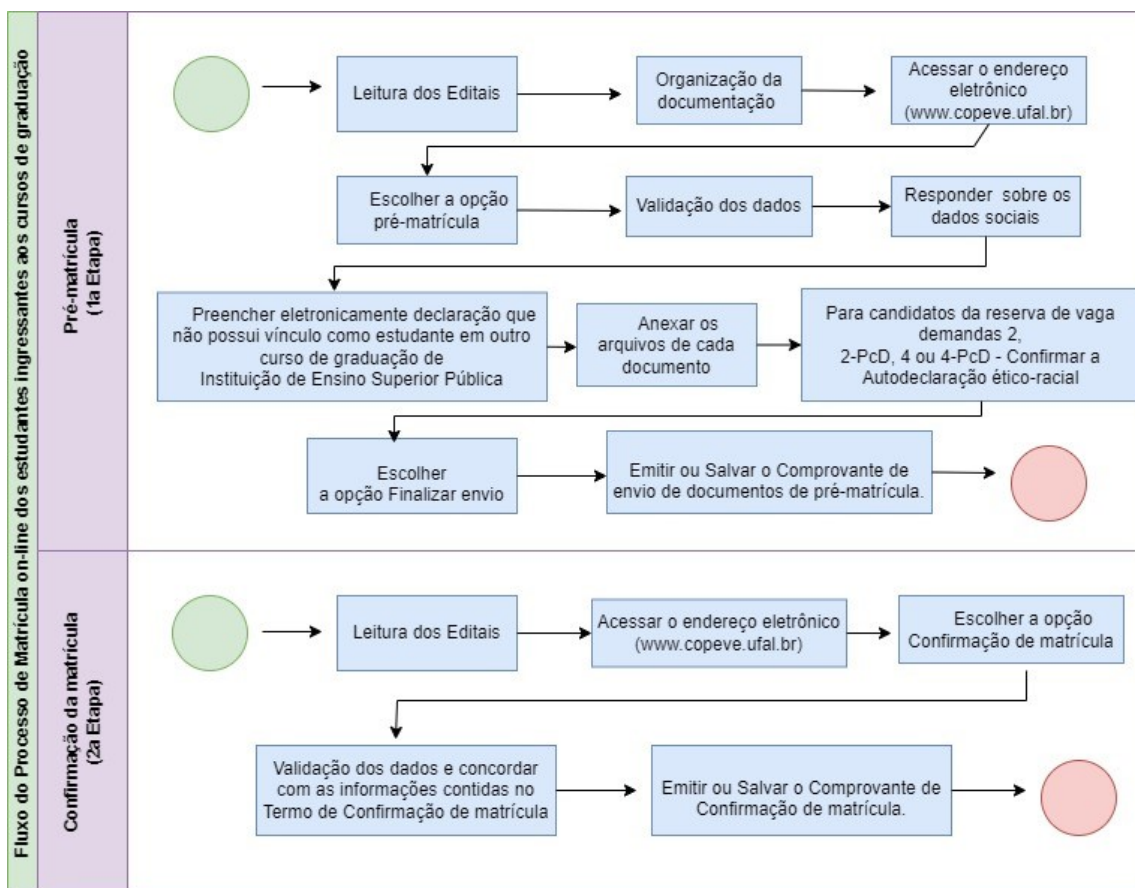 Fluxo do Processo de Matrícula on-line dos estudantes ingressantes aos cursos de graduação
Pré-matrícula
(1a Etapa)
Leitura dos Editais
Organização da
documentação
Acessar o endereço
eletrônico
(www.copeve.ufal.br)
Escolher a opção
pré-matrícula
Validação dos dados
Responder sobre os
dados sociais
Preencher eletronicamente declaração que
não possui vínculo como estudante em outro
curso de graduação de
Instituição de Ensino Superior Pública
Anexar os
arquivos de cada
documento
Para candidatos da reserva de vaga
demandas 2,
2-PcD, 4 ou 4-PcD - Confirmar a
Autodeclaração ético-racial
Escolher
a opção Finalizar envio
Emitir ou Salvar o Comprovante de
envio de documentos de pré-matrícula.
Confirmação da matrícula
(2a Etapa)
Leitura dos Editais
Acessar o endereço eletrônico
(www.copeve.ufal.br)
Escolher a opção
Confirmação de matrícula
Validação dos dados e concordar
com as informações contidas no
Termo de Confirmação de matrícula
Emitir ou Salvar o Comprovante de
Confirmação de matrícula.